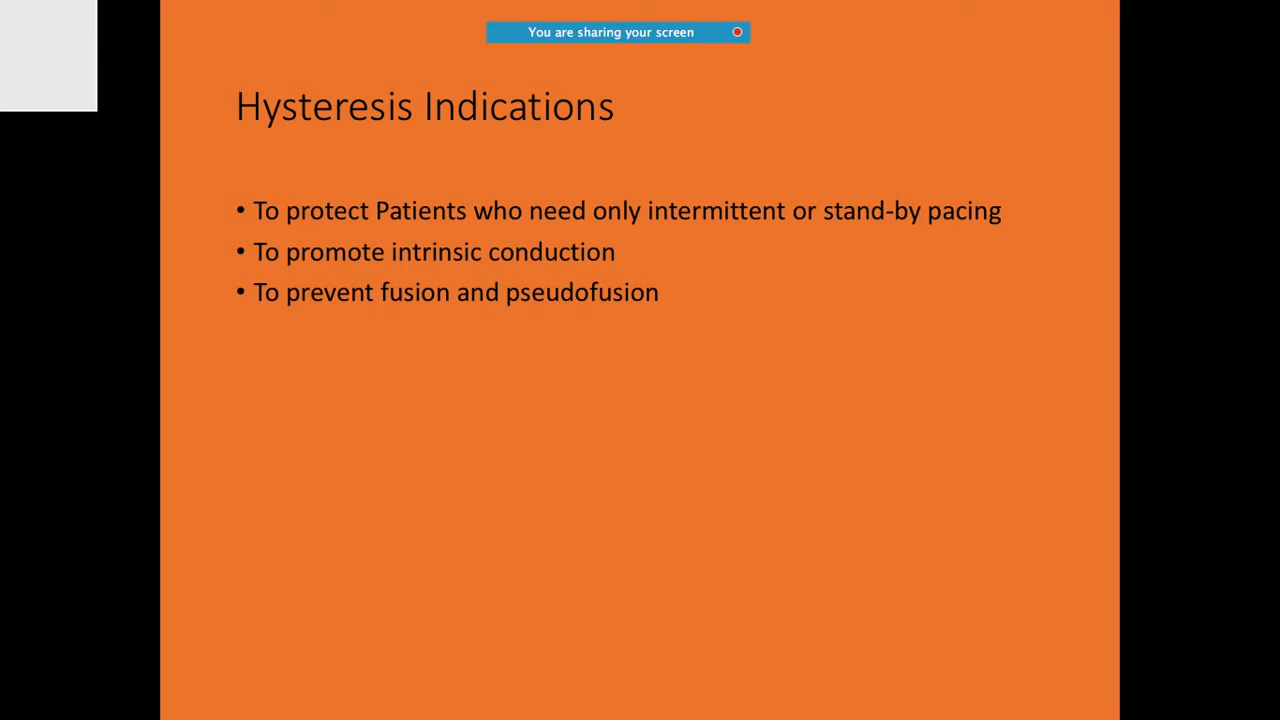 You are sharing your screen
Hysteresis Indications
• To protect Patients who need only intermittent or stand-by pacing
• To promote intrinsic conduction
• To prevent fusion and pseudofusion